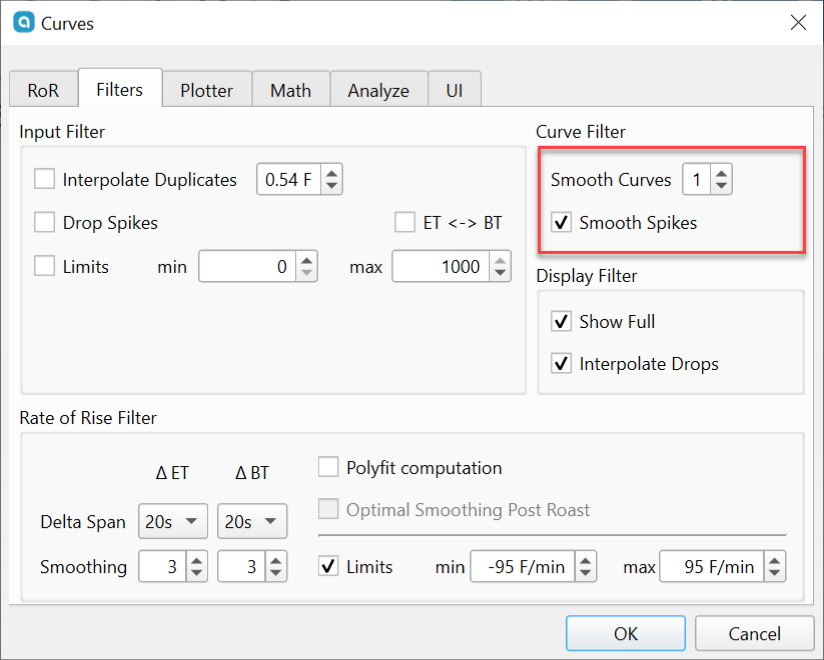 Curves
RoR Filters Plotter Math Analyze UI
Input Filter
Interpolate Duplicates 0.54 F
Drop Spikes ET <-> BT
Limits min 0 max 1000
Curve Filter
Smooth Curves 1
Smooth Spikes
Display Filter
Show Full
Interpolate Drops
Rate of Rise Filter
Δ ET Δ BT
Delta Span 20s 20s
Smoothing 3 3
Polyfit computation
Optimal Smoothing Post Roast
Limits min -95 F/min max 95 F/min
OK Cancel